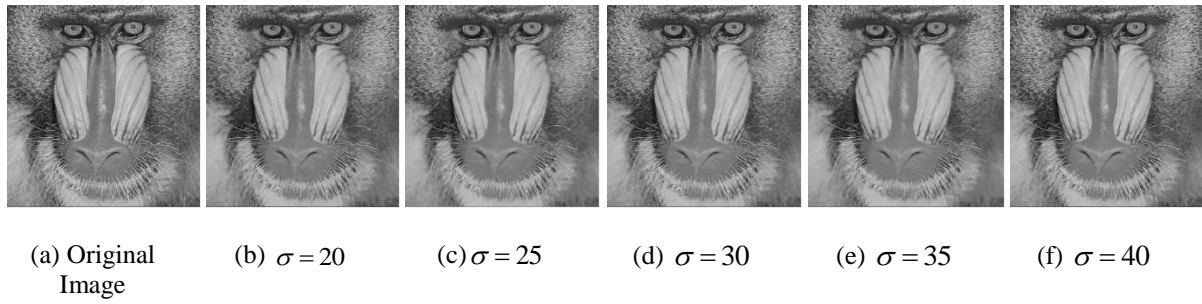 (a) Original Image
(b) σ = 20
(c) σ = 25
(d) σ = 30
(e) σ = 35
(f) σ = 40